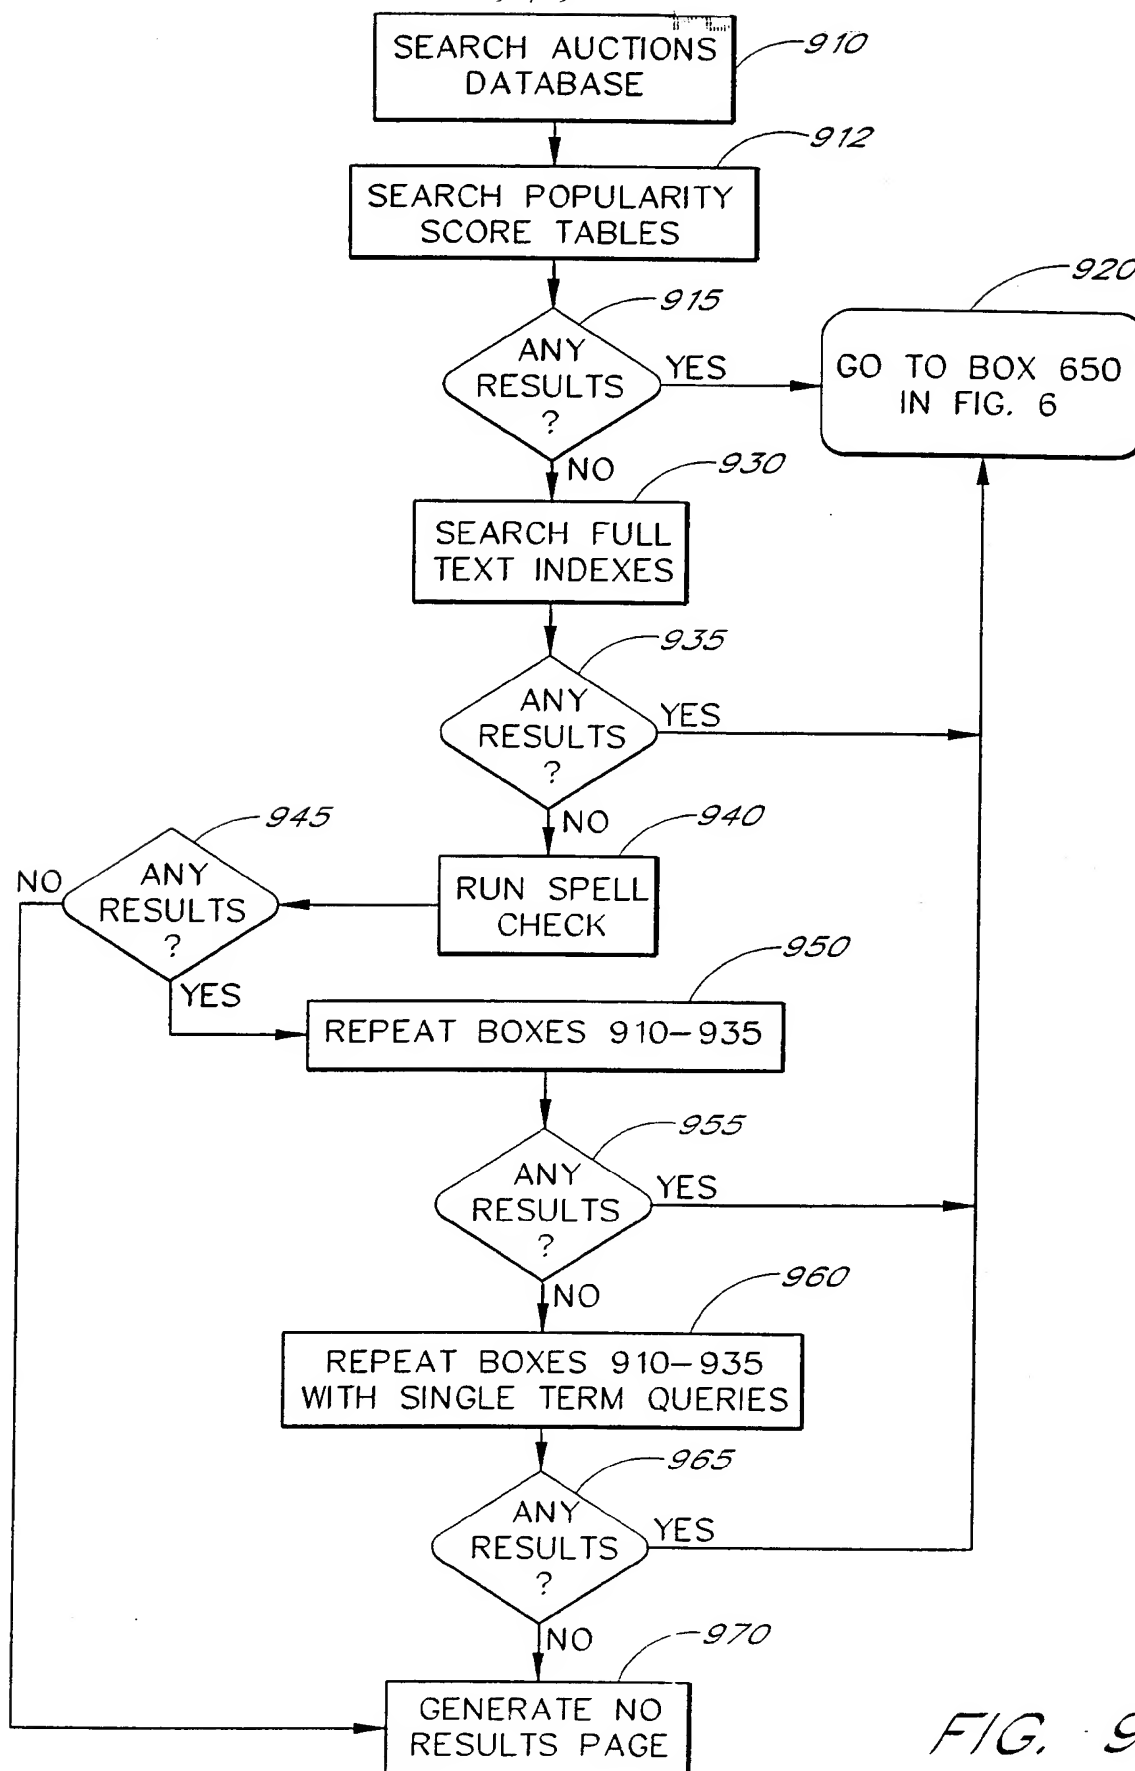 SEARCH AUCTIONS
DATABASE
910
SEARCH POPULARITY
SCORE TABLES
912
ANY
RESULTS
?
915
YES
GO TO BOX 650
IN FIG. 6
920
NO
SEARCH FULL
TEXT INDEXES
930
ANY
RESULTS
?
935
YES
NO
RUN SPELL
CHECK
940
ANY
RESULTS
?
945
NO
YES
REPEAT BOXES 910-935
950
ANY
RESULTS
?
955
YES
NO
REPEAT BOXES 910-935
WITH SINGLE TERM QUERIES
960
ANY
RESULTS
?
965
YES
NO
GENERATE NO
RESULTS PAGE
970
FIG. 9